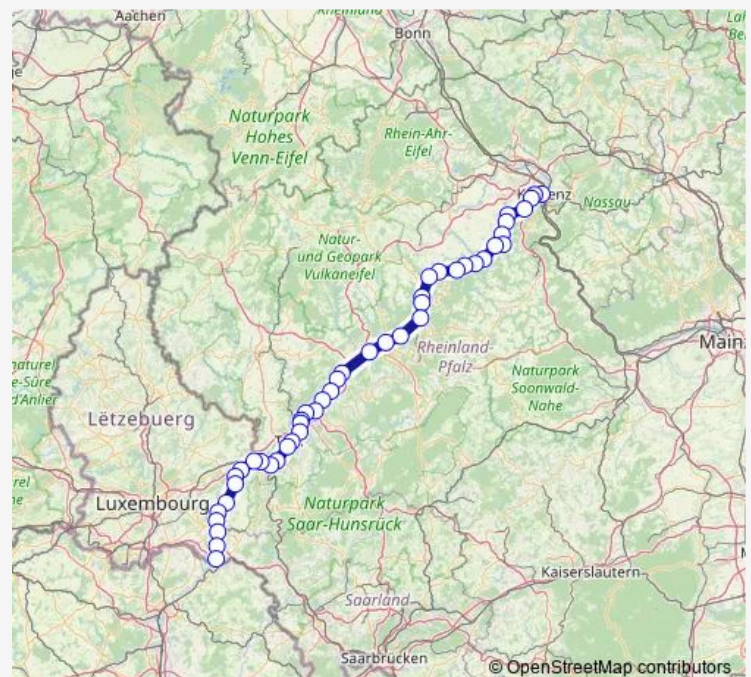 Aachen
Rheinland
Bonn
Naturpark
Hohes
Venn-Eifel
Rhein-Ahr-
Eifel
Nassau
Natur-
und Geopark
Vulkaneifel
Rheinland-
Pfalz
Naturpark
Soonwald-
Nahe
Lëtzebuerg
Luxembourg
Naturpark
Saar-Hunsrück
Kaiserslautern
Saarland
Saarbrücken
© OpenStreetMap contributors